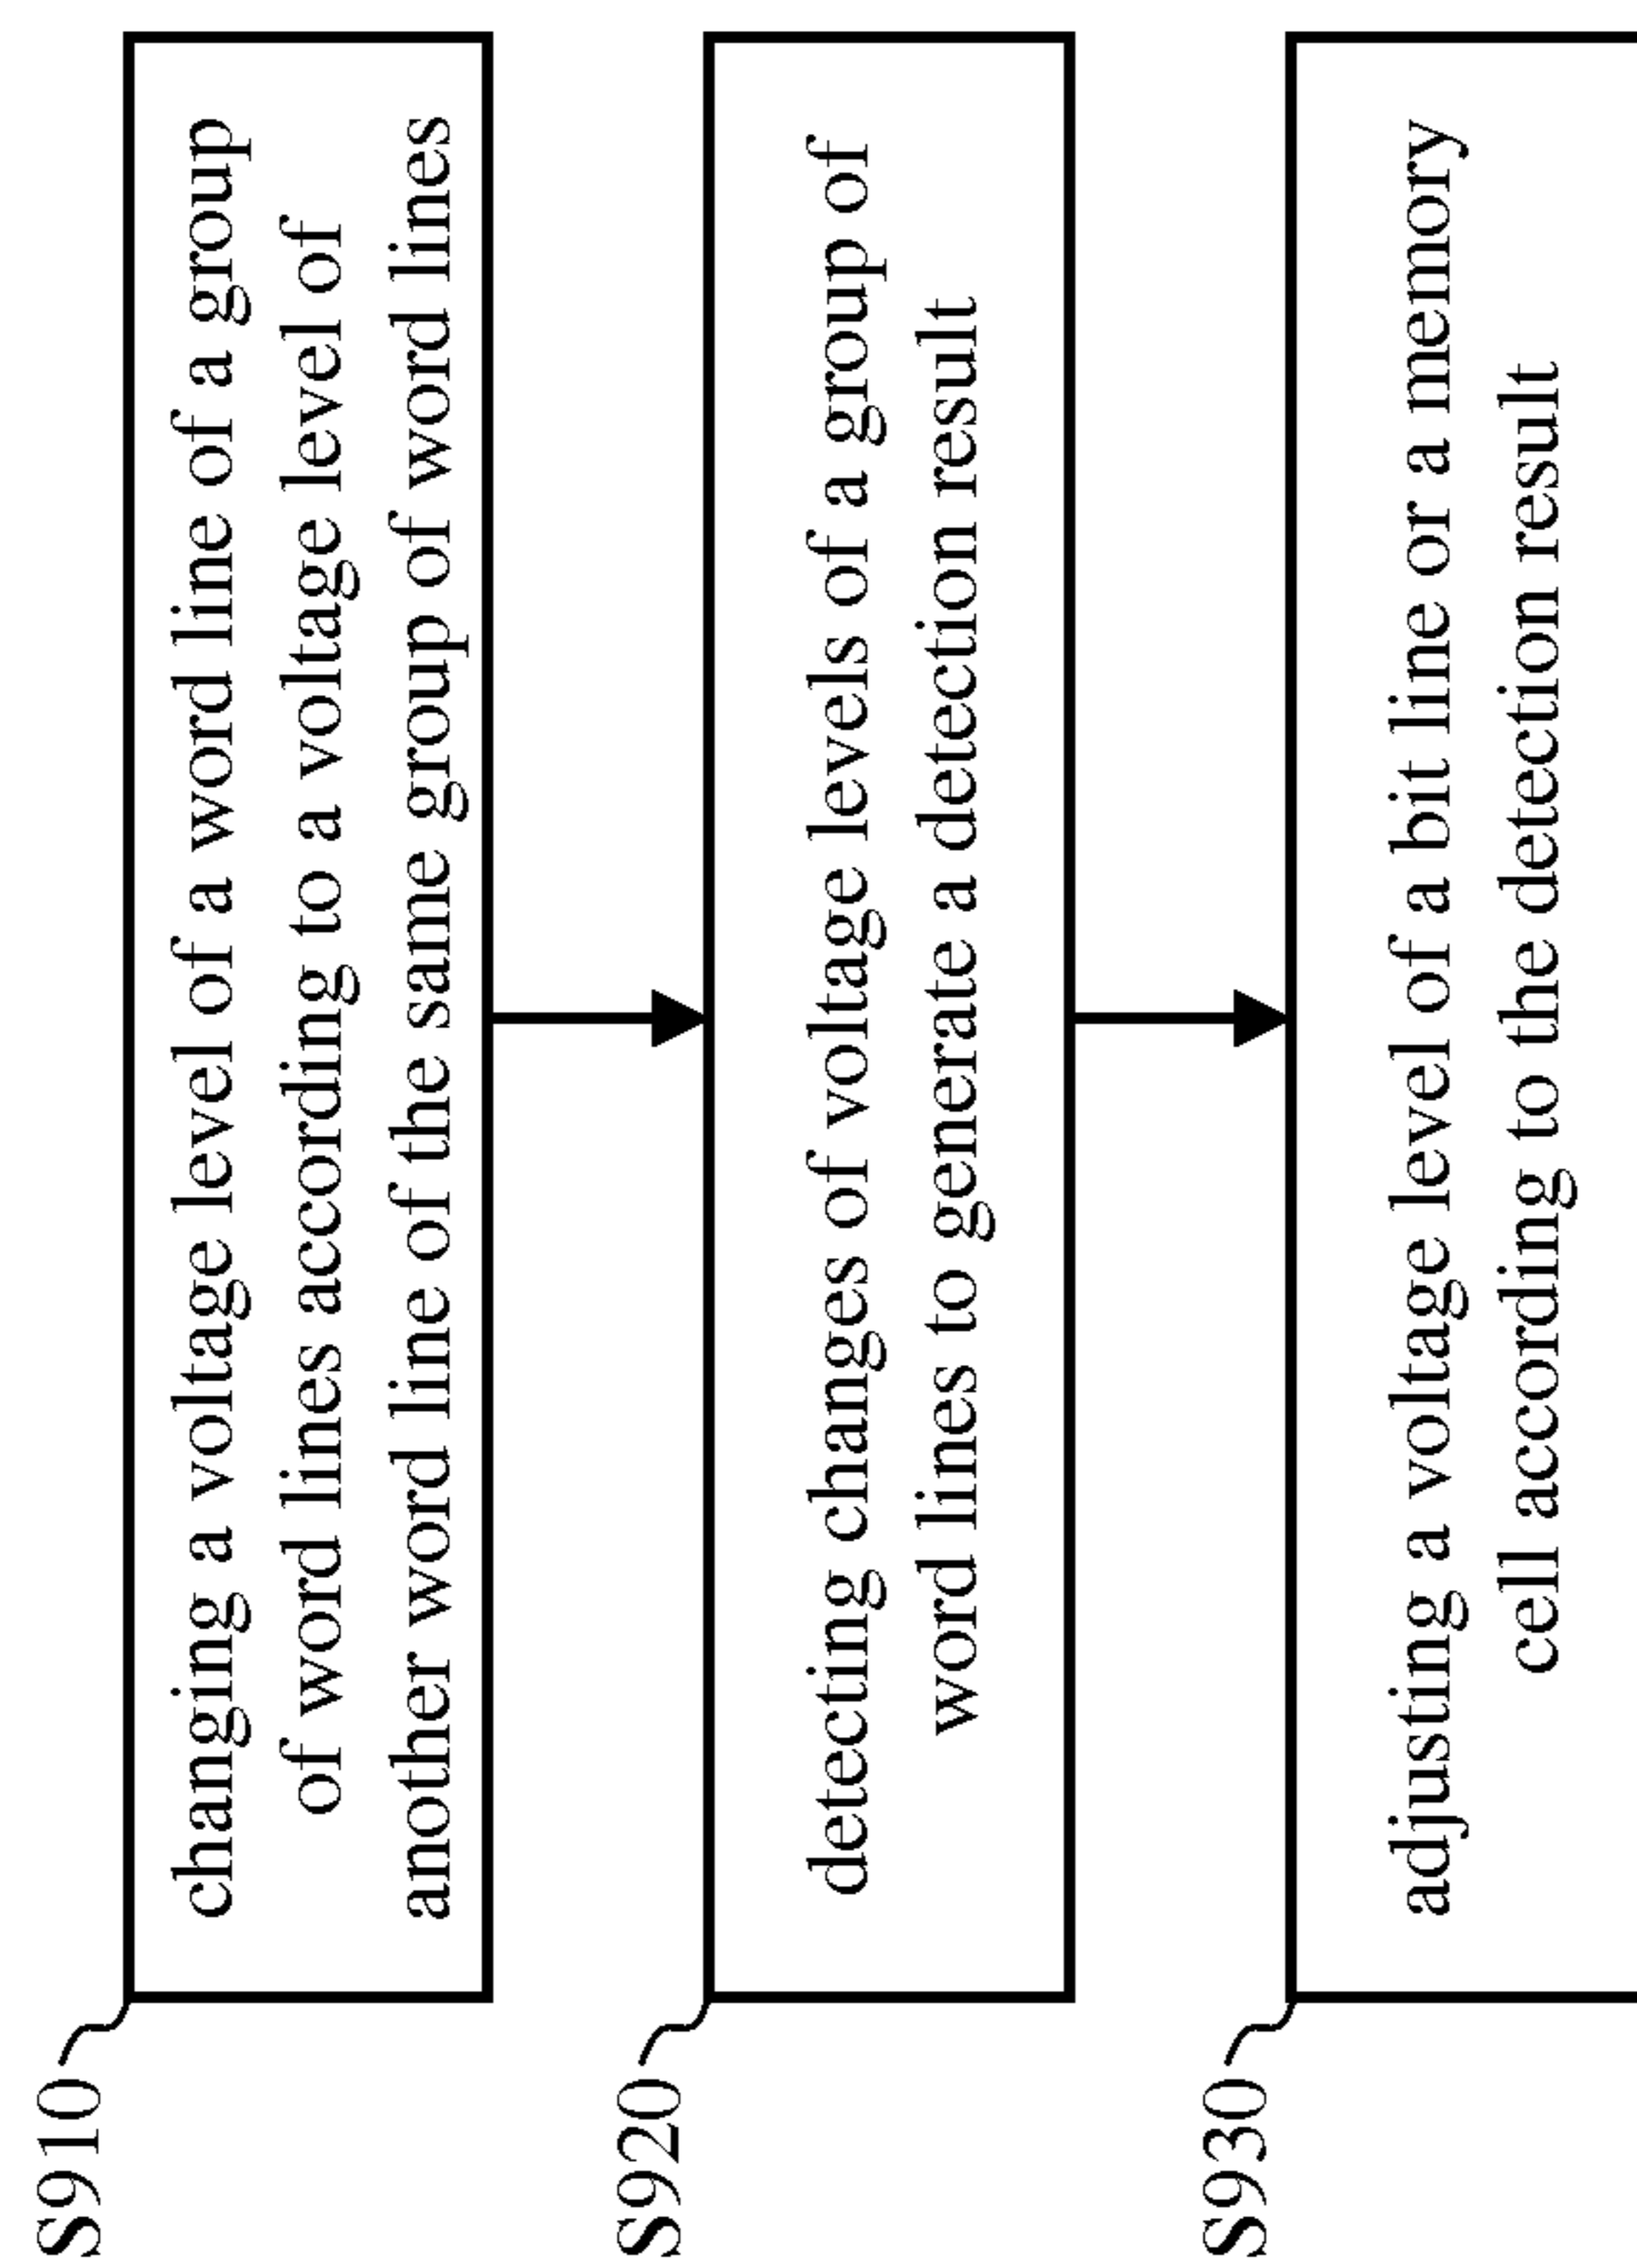 S910
changing a voltage level of a word line of a group
of word lines according to a voltage level of
another word line of the same group of word lines
S920
detecting changes of voltage levels of a group of
word lines to generate a detection result
S930
adjusting a voltage level of a bit line or a memory
cell according to the detection result